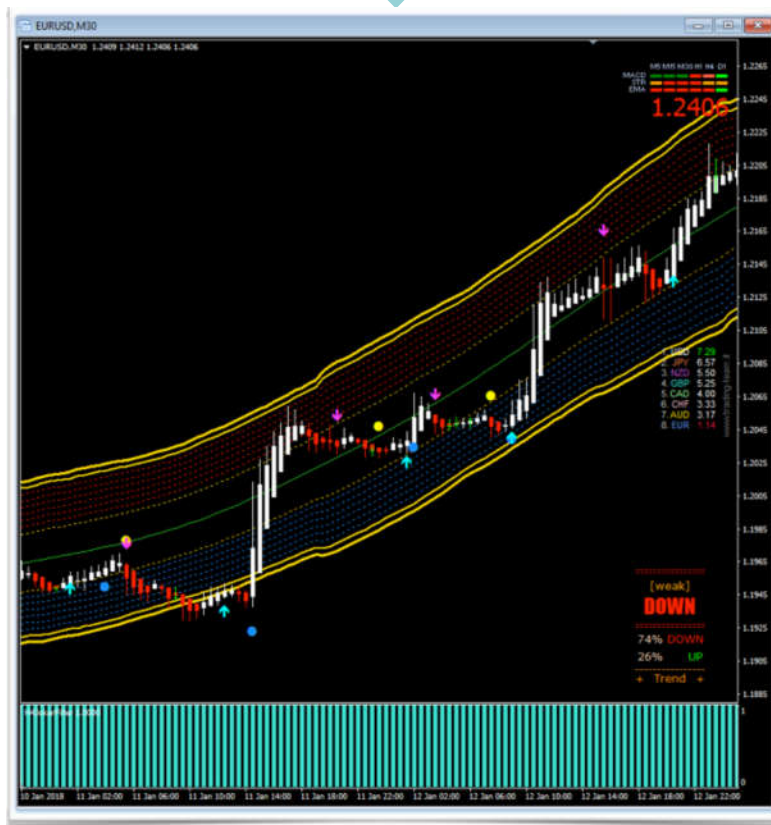 EURUSD,M30
EURUSD,M30 1.2409 1.2412 1.2406 1.2406
M5 M15 M30 H1 H4 D1
MACD
STR
EMA
1.2406
1.2265
1.2245
1.2225
1.2205
1.2185
1.2165
1.2145
1.2125
1.2105
1.2085
1.2065
1.2045
1.2025
1.2005
1.1985
1.1965
1.1945
1.1925
1.1905
1.1885
1. USD 7.29
2. JPY 6.57
3. NZD 5.50
4. GBP 5.25
5. CAD 4.00
6. CHF 3.33
7. AUD 3.17
8. EUR 1.14
[weak]
DOWN
74% DOWN
26% UP
+ Trend +
1
0
10 Jan 2018 11 Jan 02:00 11 Jan 06:00 11 Jan 10:00 11 Jan 14:00 11 Jan 18:00 11 Jan 22:00 12 Jan 02:00 12 Jan 06:00 12 Jan 10:00 12 Jan 14:00 12 Jan 18:00 12 Jan 22:00